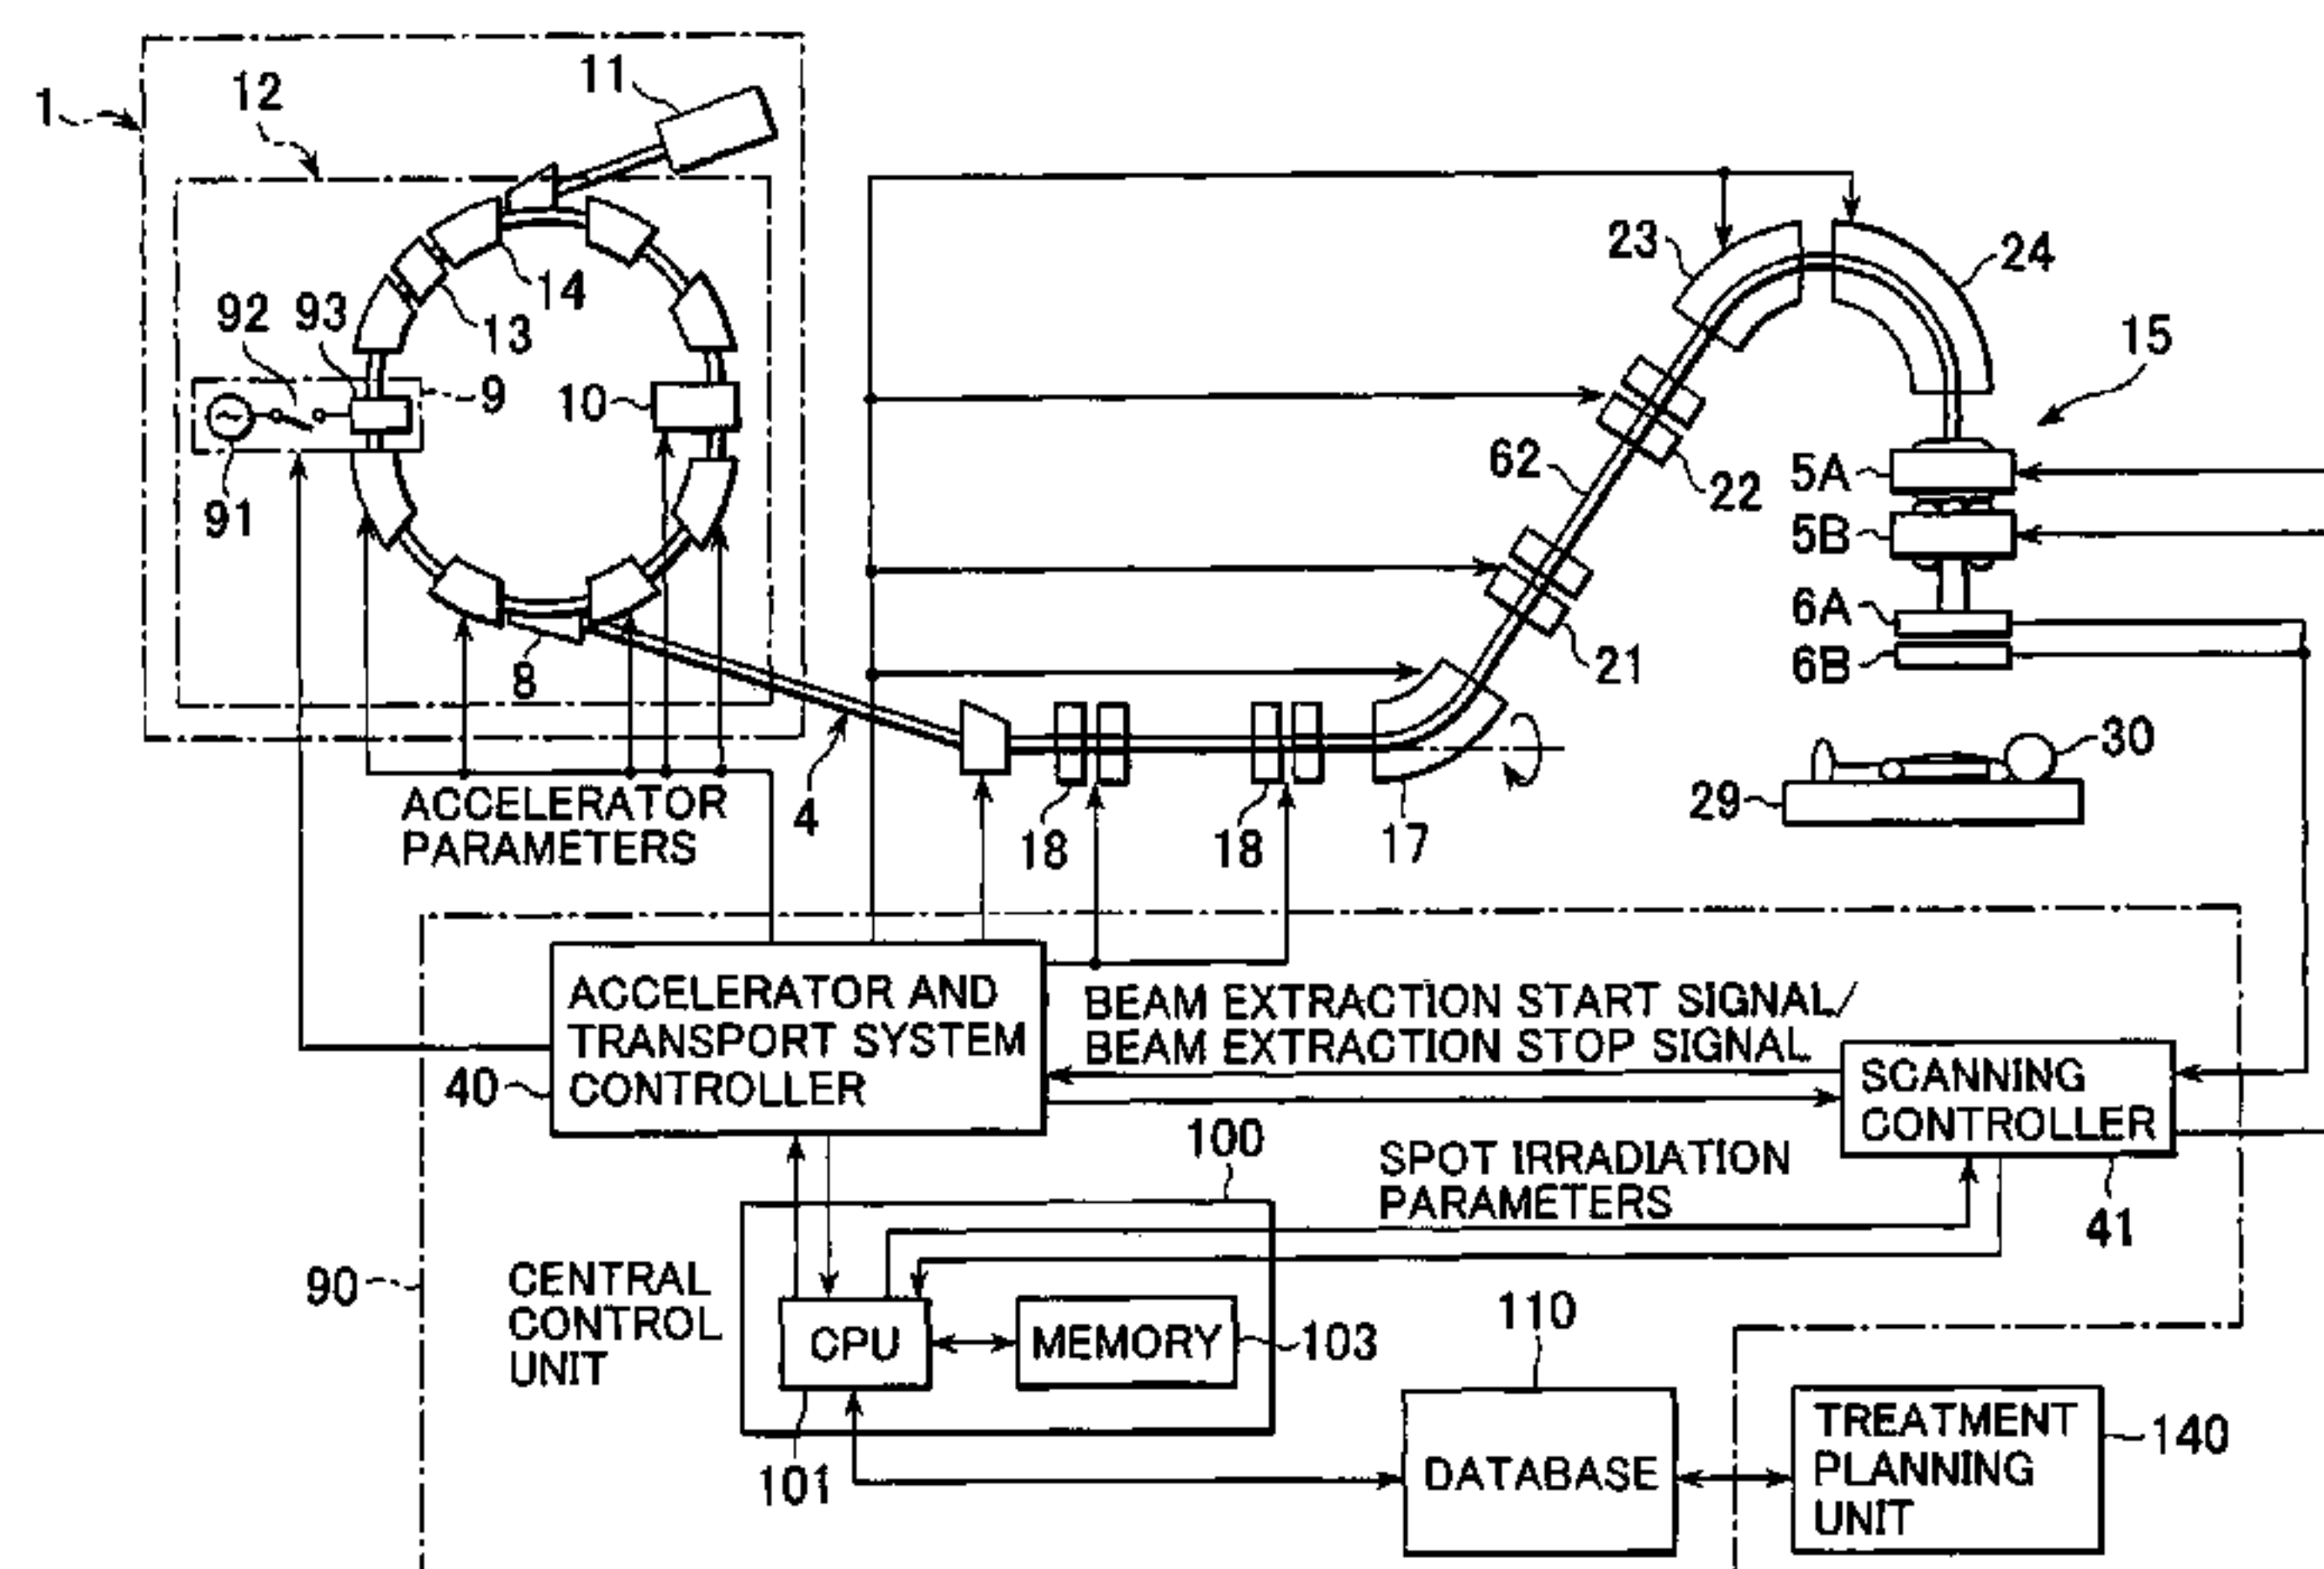 1
12
11
14
13
92
93
9
10
91
8
ACCELERATOR
PARAMETERS
4
18
18
17
21
22
62
23
24
15
5A
5B
6A
6B
30
29
ACCELERATOR AND
TRANSPORT SYSTEM
CONTROLLER
40
BEAM EXTRACTION START SIGNAL/
BEAM EXTRACTION STOP SIGNAL
SCANNING
CONTROLLER
41
100
SPOT IRRADIATION
PARAMETERS
90
CENTRAL
CONTROL
UNIT
CPU
MEMORY
103
101
110
DATABASE
TREATMENT
PLANNING
UNIT
140